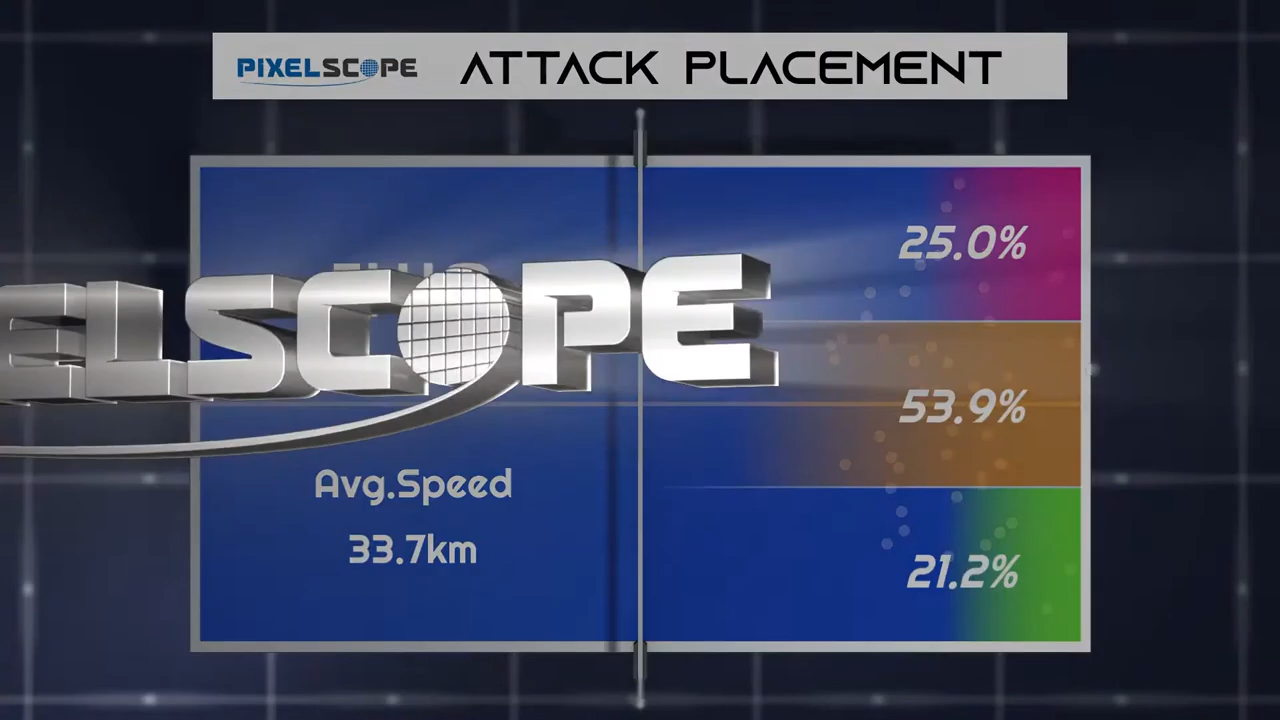 PIXELSCOPE ATTACK PLACEMENT
25.0%
ELSCOPE
53.9%
Avg.Speed
33.7km
21.2%